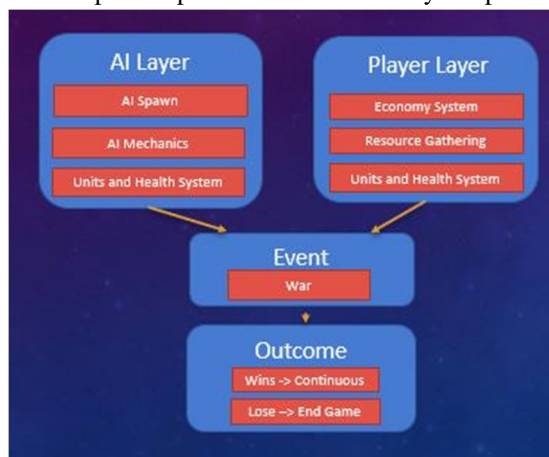 AI Layer
AI Spawn
AI Mechanics
Units and Health System
Player Layer
Economy System
Resource Gathering
Units and Health System
Event
War
Outcome
Wins -> Continuous
Lose –> End Game